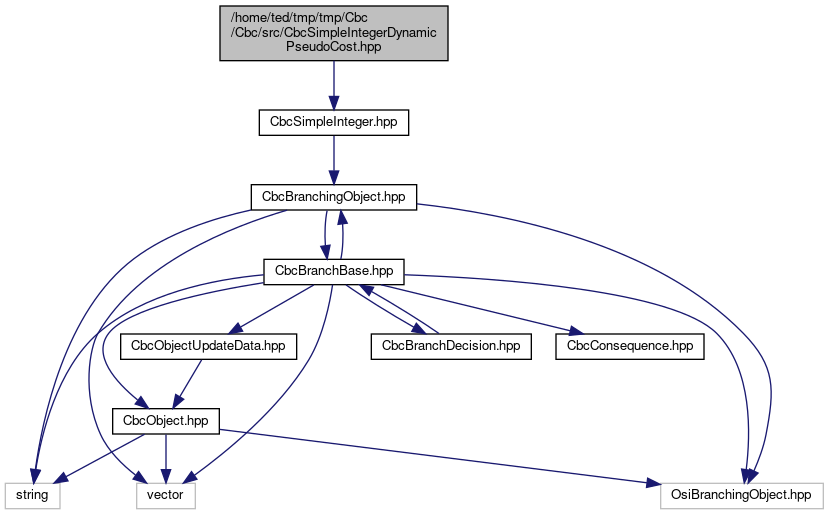 /home/ted/tmp/tmp/Cbc
/Cbc/src/CbcSimpleIntegerDynamic
PseudoCost.hpp
CbcSimpleInteger.hpp
CbcBranchingObject.hpp
CbcBranchBase.hpp
CbcObjectUpdateData.hpp
CbcBranchDecision.hpp
CbcConsequence.hpp
CbcObject.hpp
string
vector
OsiBranchingObject.hpp